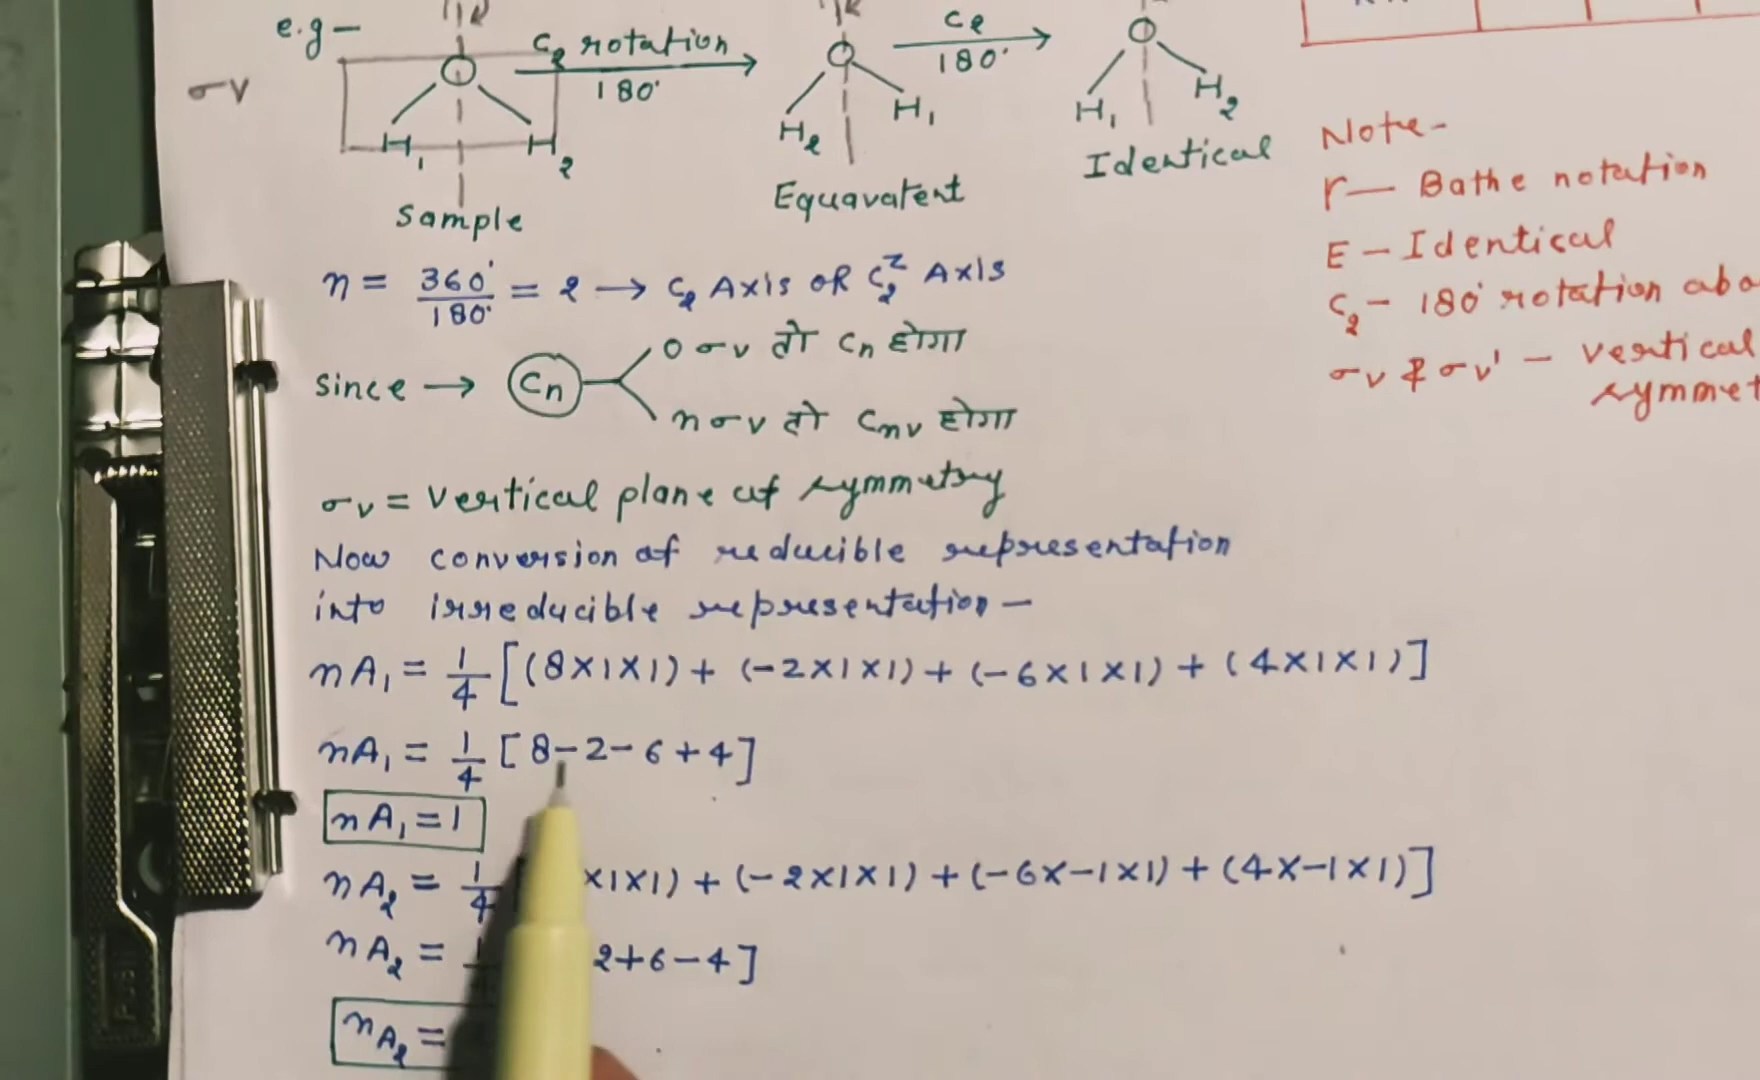 e.g —
σv
O
H₁ H₂
Sample
C₂ rotation
180°
O
H₂ H₁
Equavatent
C₂
180°
O
H₁ H₂
Identical
n = 360°/180° = 2 → C₂ Axis OR C₂ᶻ Axis
since → Cn
0 σv तो Cn होगा
n σv तो Cnv होगा
σv = Vertical plane of symmetry
Now conversion of reducible representation
into irreducible representation —
nA₁ = 1/4 [(8×1×1) + (-2×1×1) + (-6×1×1) + (4×1×1)]
nA₁ = 1/4 [8-2-6+4]
nA₁ = 1
nA₂ = 1/4 ×1×1) + (-2×1×1) + (-6×-1×1) + (4×-1×1)]
nA₂ = 2+6-4]
nA₂ =
Note-
Γ — Bathe notation
E — Identical
C₂ - 180° rotation abo
σv & σv' — vertical
symmet